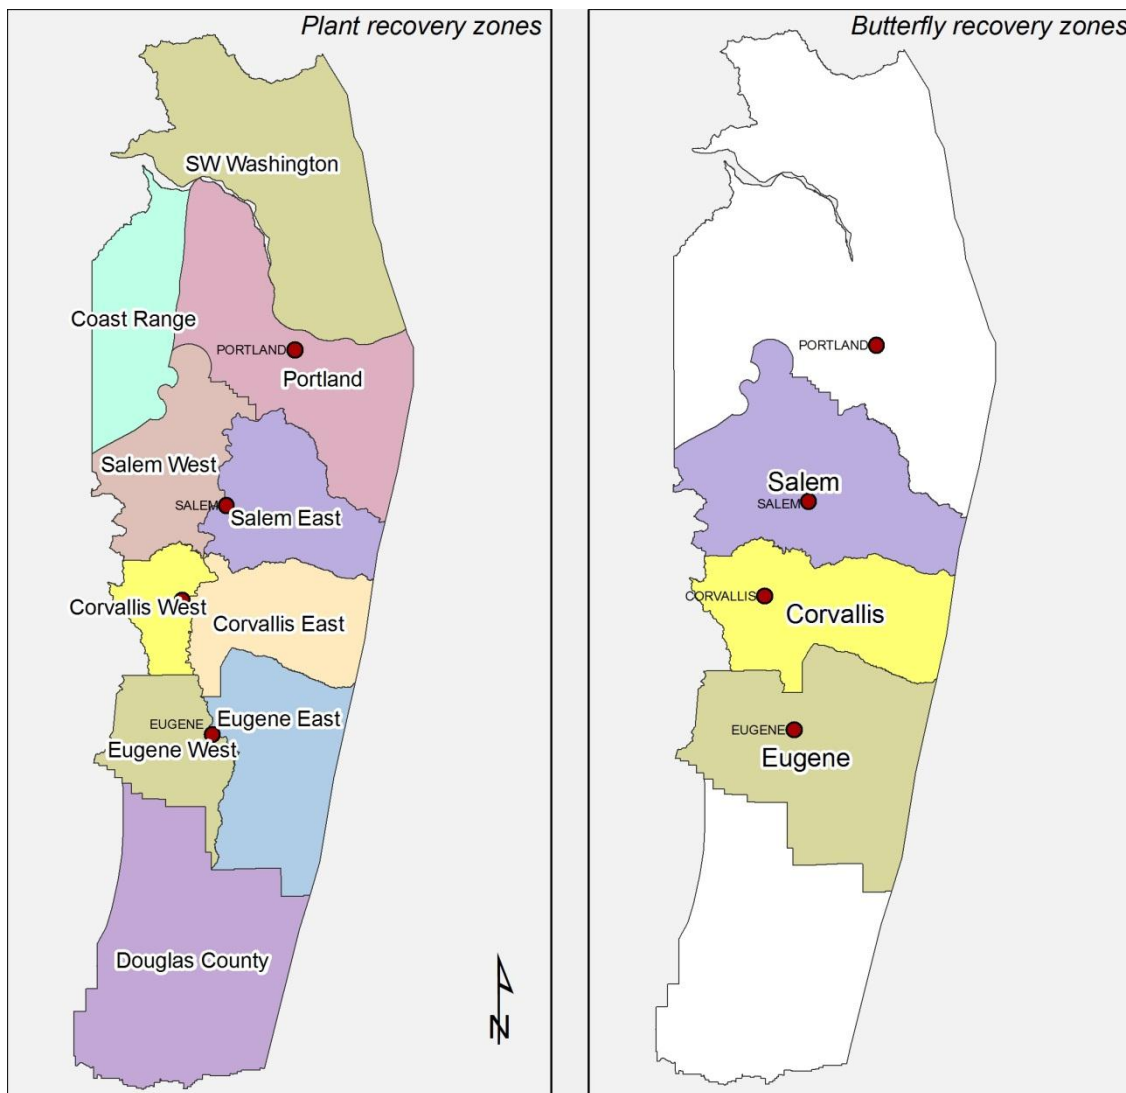 Plant recovery zones
SW Washington
Coast Range
PORTLAND
Portland
Salem West
SALEM
Salem East
Corvallis West
Corvallis East
EUGENE
Eugene East
Eugene West
Douglas County
N
Butterfly recovery zones
PORTLAND
Salem
SALEM
CORVALLIS
Corvallis
EUGENE
Eugene